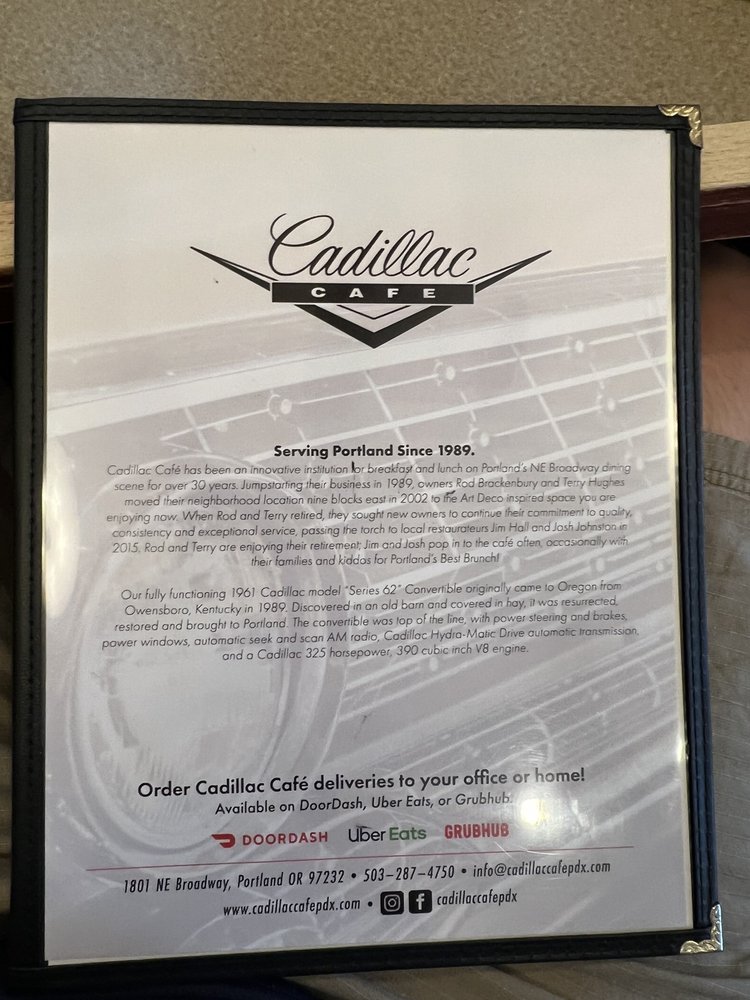 Cadillac
CAFE
Serving Portland Since 1989.
Cadillac Café has been an innovative institution for breakfast and lunch on Portland's NE Broadway dining
scene for over 30 years. Jumpstarting their business in 1989, owners Rod Brackenbury and Terry Hughes
moved their neighborhood location nine blocks east in 2002 to the Art Deco inspired space you are
enjoying now. When Rod and Terry retired, they sought new owners to continue their commitment to quality,
consistency and exceptional service, passing the torch to local restaurateurs Jim Hall and Josh Johnston in
2015. Rod and Terry are enjoying their retirement; Jim and Josh pop in to the café often, occasionally with
their families and kiddos for Portland's Best Brunch!
Our fully functioning 1961 Cadillac model "Series 62" Convertible originally came to Oregon from
Owensboro, Kentucky in 1989. Discovered in an old barn and covered in hay, it was resurrected,
restored and brought to Portland. The convertible was top of the line, with power steering and brakes,
power windows, automatic seek and scan AM radio, Cadillac Hydra-Matic Drive automatic transmission,
and a Cadillac 325 horsepower, 390 cubic inch V8 engine.
Order Cadillac Café deliveries to your office or home!
Available on DoorDash, Uber Eats, or Grubhub.
DOORDASH Uber Eats GRUBHUB
1801 NE Broadway, Portland OR 97232 • 503-287-4750 • info@cadillaccafepdx.com
www.cadillaccafepdx.com • cadillaccafepdx